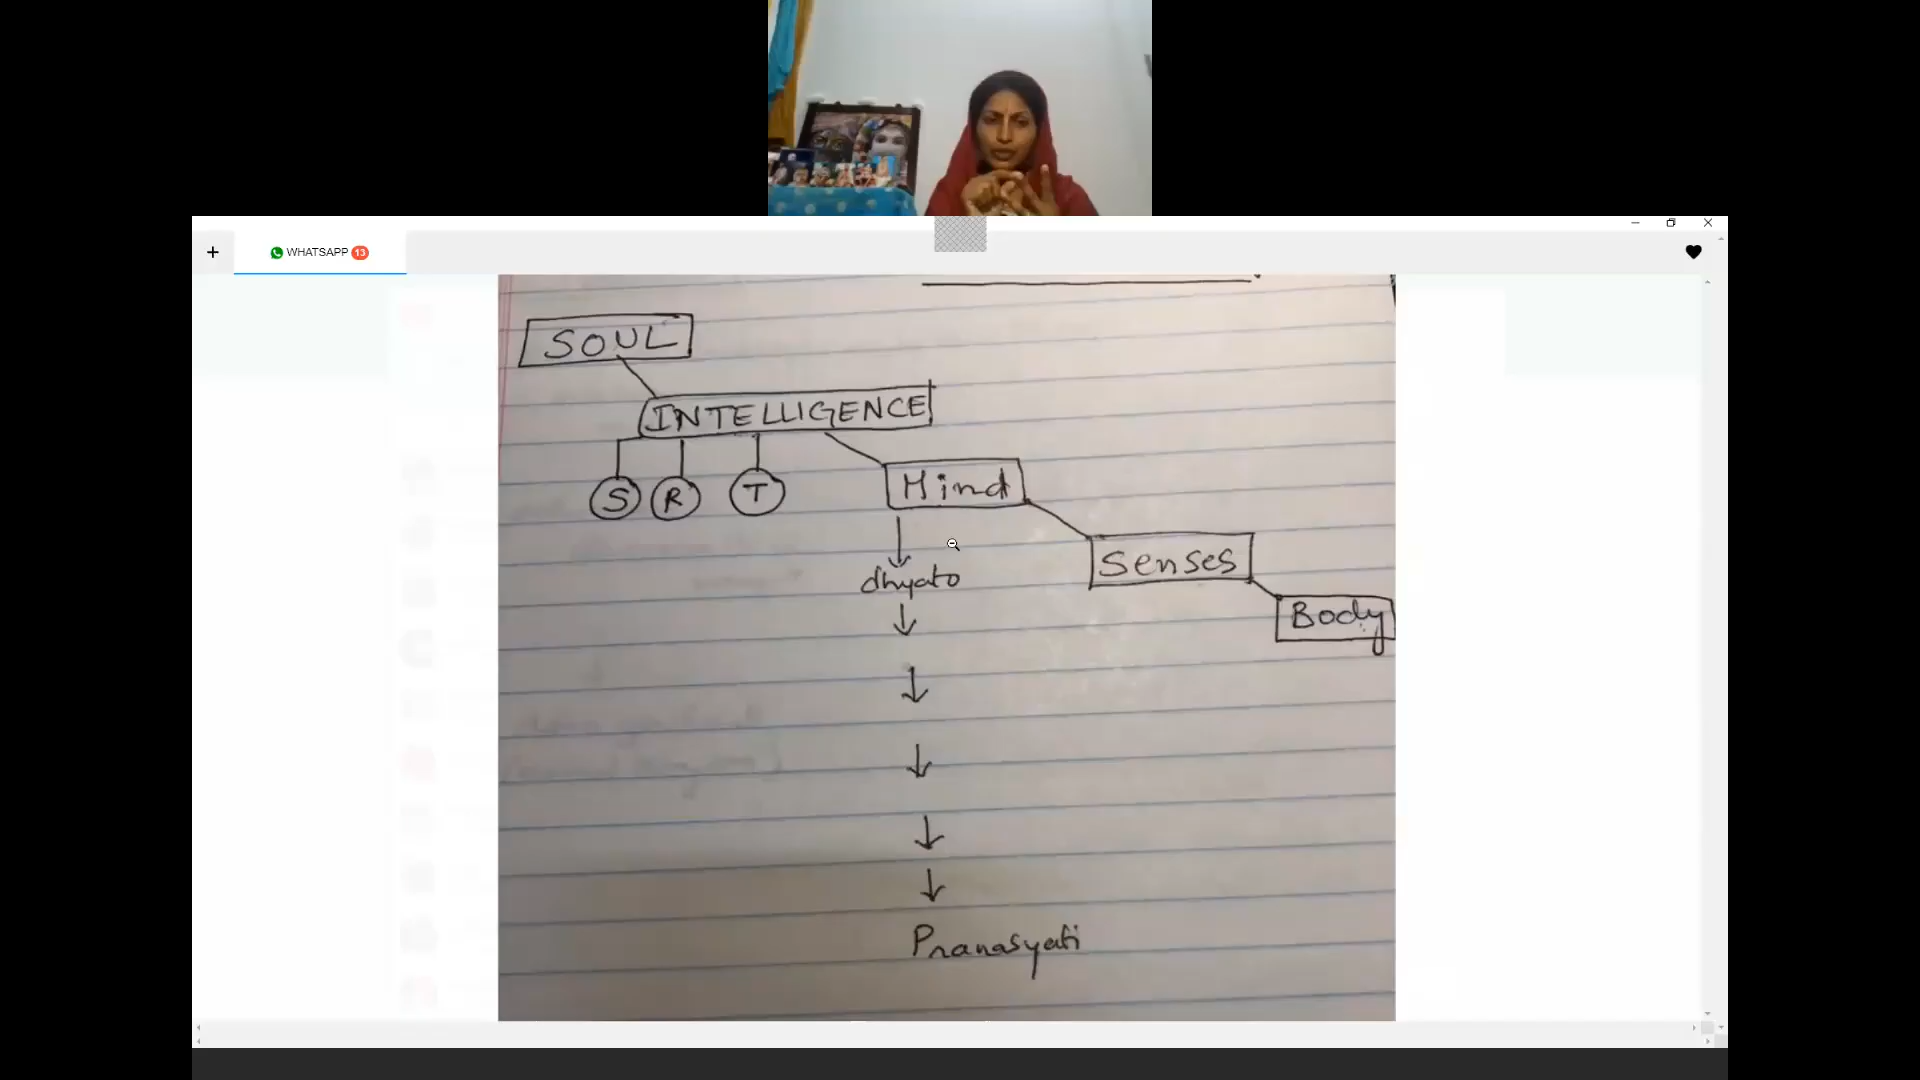 WHATSAPP 13
SOUL
INTELLIGENCE
S R T
Mind
Senses
dhyato
Body
Pranasyati